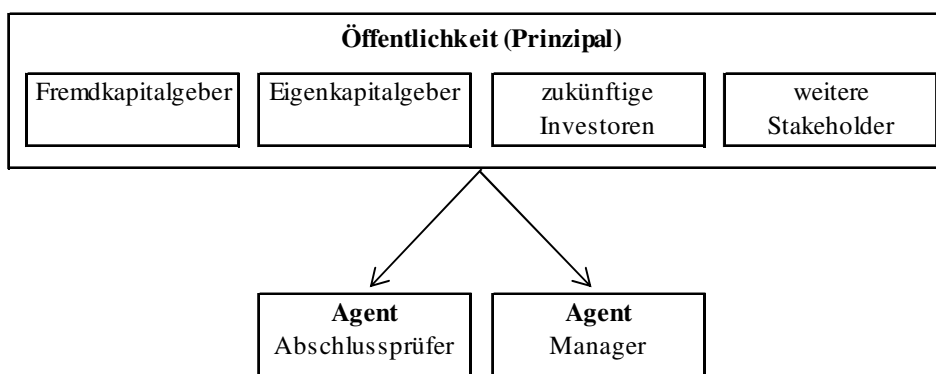 Öffentlichkeit (Prinzipal)
Fremdkapitalgeber
Eigenkapitalgeber
zukünftige
Investoren
weitere
Stakeholder
Agent
Abschlussprüfer
Agent
Manager